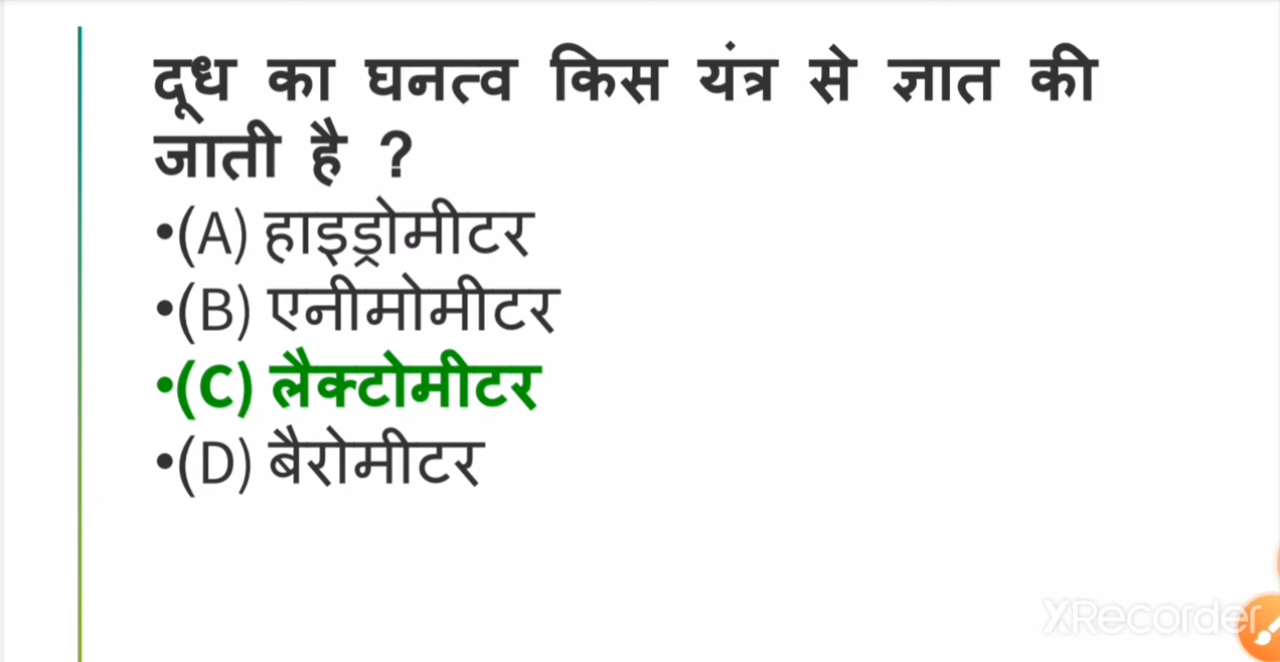 दूध का घनत्व किस यंत्र से ज्ञात की
जाती है ?
•(A) हाइड्रोमीटर
•(B) एनीमोमीटर
•(C) लैक्टोमीटर
•(D) बैरोमीटर
XRecorder